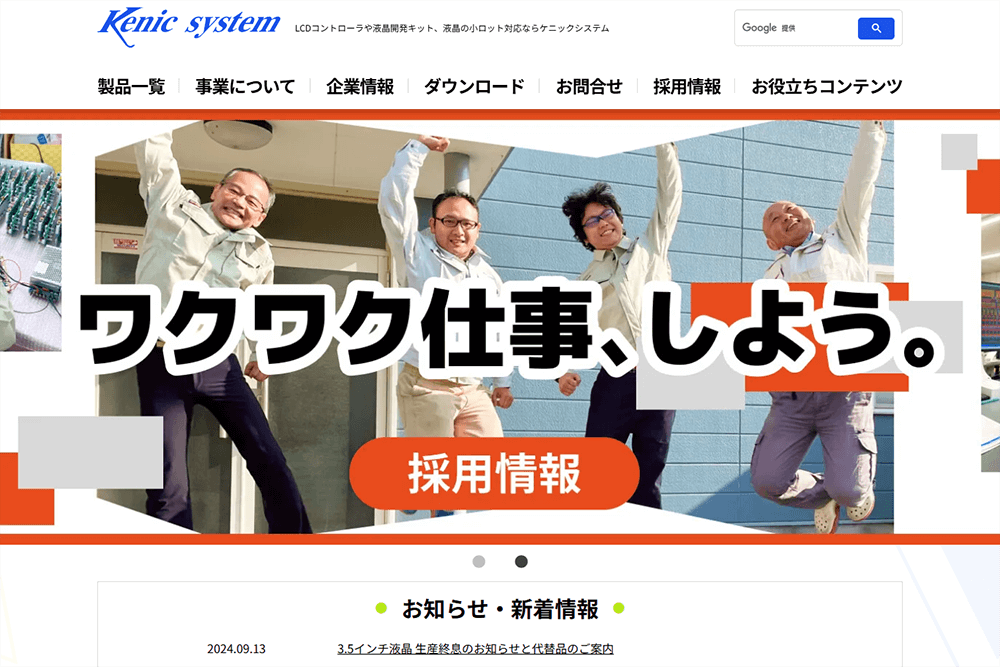 Kenic system
LCDコントローラや液晶開発キット、液晶の小ロット対応ならケニックシステム
Google 提供
製品一覧
事業について
企業情報
ダウンロード
お問合せ
採用情報
お役立ちコンテンツ
ワクワク仕事、しよう。
採用情報
お知らせ・新着情報
2024.09.13 3.5インチ液晶 生産終息のお知らせと代替品のご案内